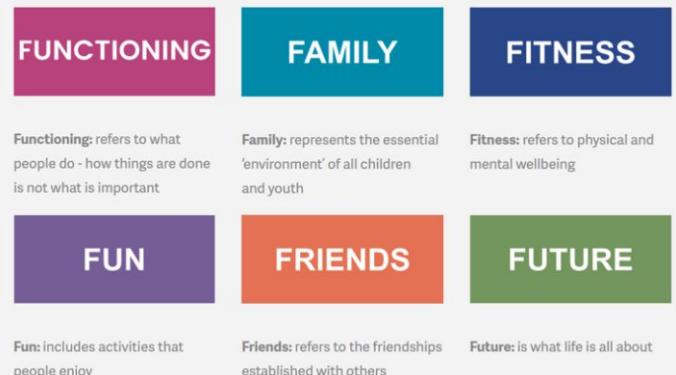 FUNCTIONING
FAMILY
FITNESS
Functioning: refers to what
people do - how things are done
is not what is important
Family: represents the essential
'environment' of all children
and youth
Fitness: refers to physical and
mental wellbeing
FUN
FRIENDS
FUTURE
Fun: includes activities that
people enjoy
Friends: refers to the friendships
established with others
Future: is what life is all about